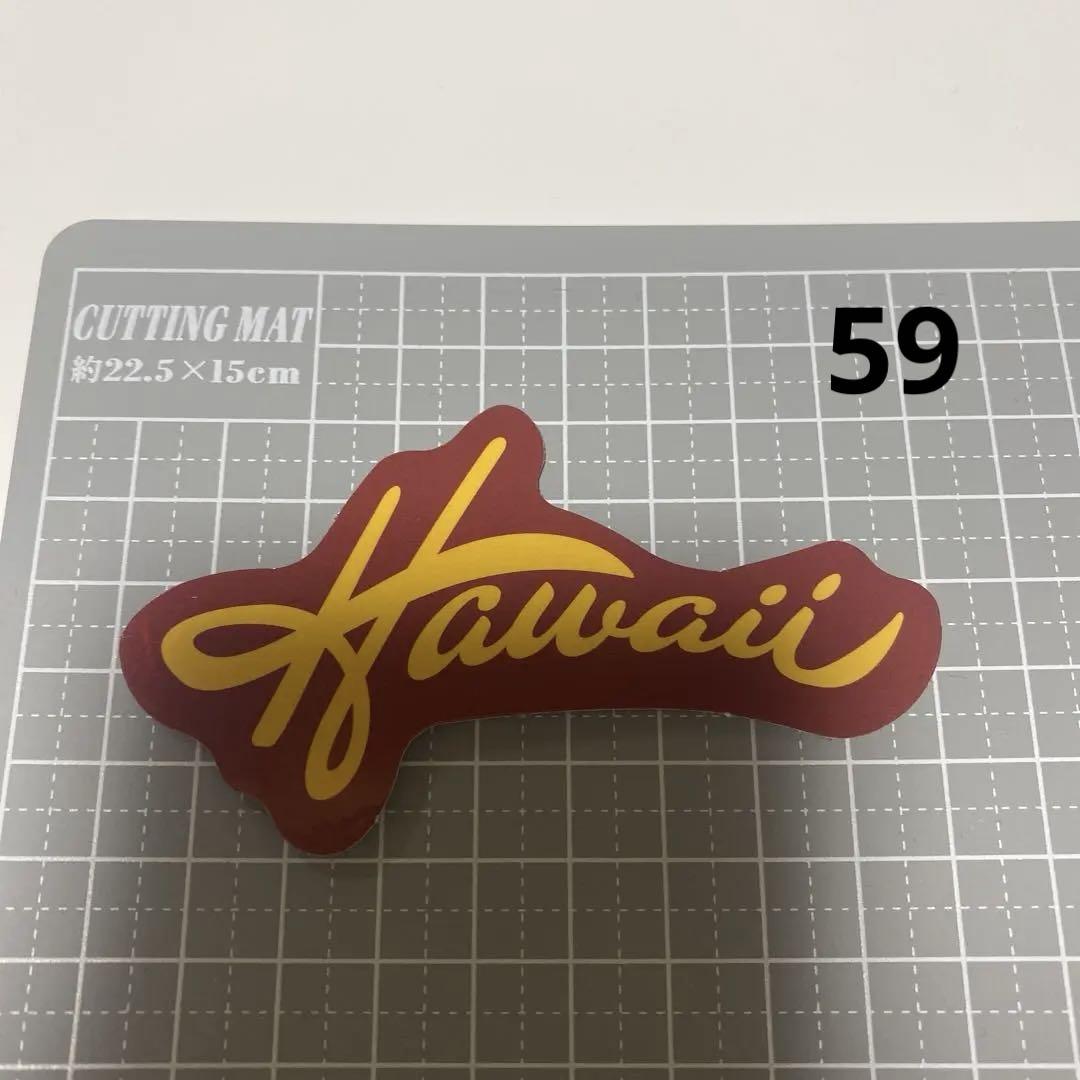 CUTTING MAT
約22.5×15cm
59
Hawaii